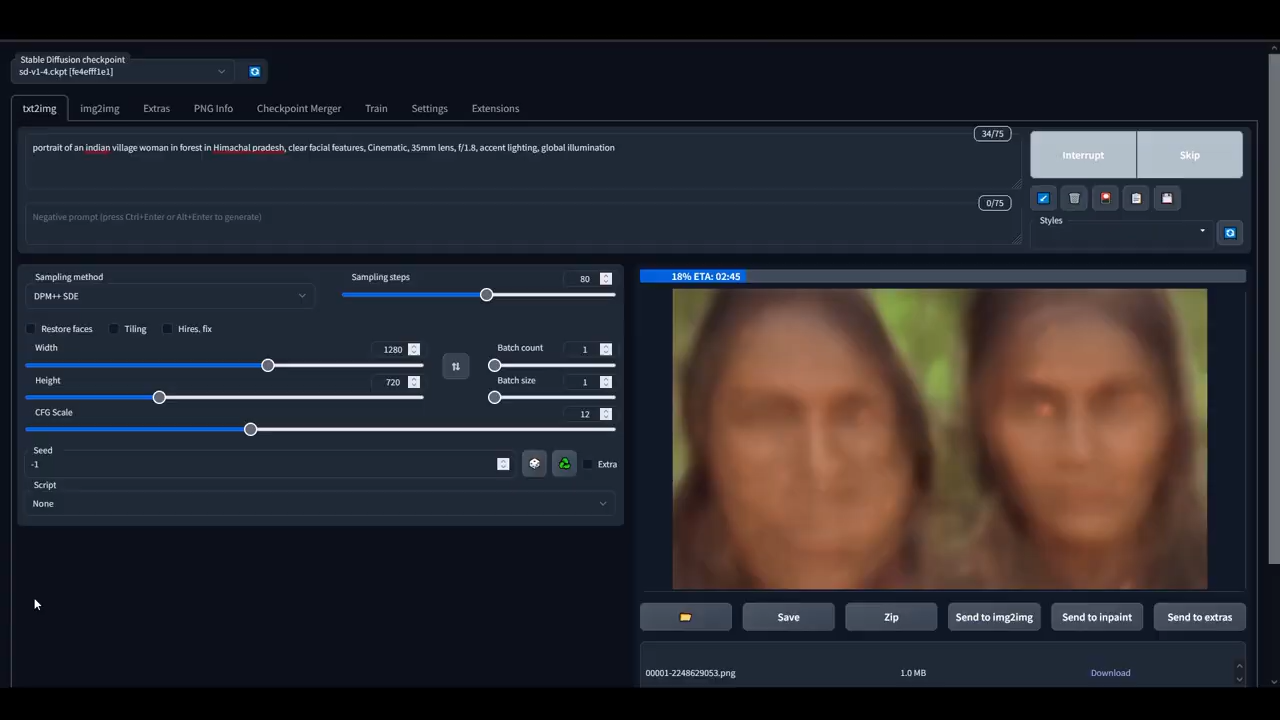 Stable Diffusion checkpoint
sd-v1-4.ckpt [fe4efff1e1]
txt2img img2img Extras PNG Info Checkpoint Merger Train Settings Extensions
34/75
portrait of an indian village woman in forest in Himachal pradesh, clear facial features, Cinematic, 35mm lens, f/1.8, accent lighting, global illumination
Interrupt Skip
0/75
Negative prompt (press Ctrl+Enter or Alt+Enter to generate)
Styles
Sampling method
DPM++ SDE
Sampling steps 80
18% ETA: 02:45
Restore faces Tiling Hires. fix
Width 1280
Batch count 1
Height 720
Batch size 1
CFG Scale 12
Seed
-1
Extra
Script
None
Save Zip Send to img2img Send to inpaint Send to extras
00001-2248629053.png 1.0 MB Download